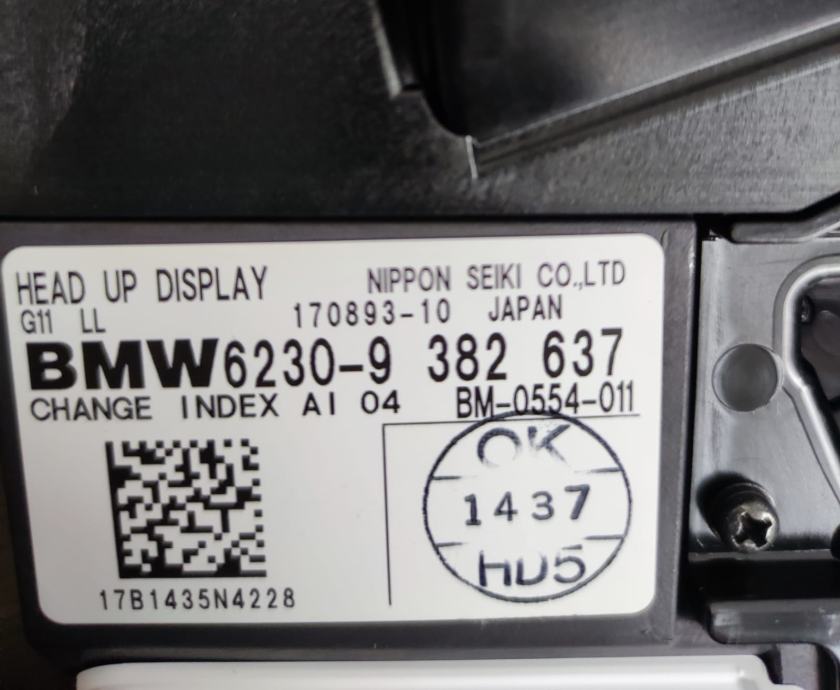 HEAD UP DISPLAY NIPPON SEIKI CO.,LTD
G11 LL 170893-10 JAPAN
BMW6230-9 382 637
CHANGE INDEX AI 04 BM-0554-011
OK
1437
HD5
17B1435N4228